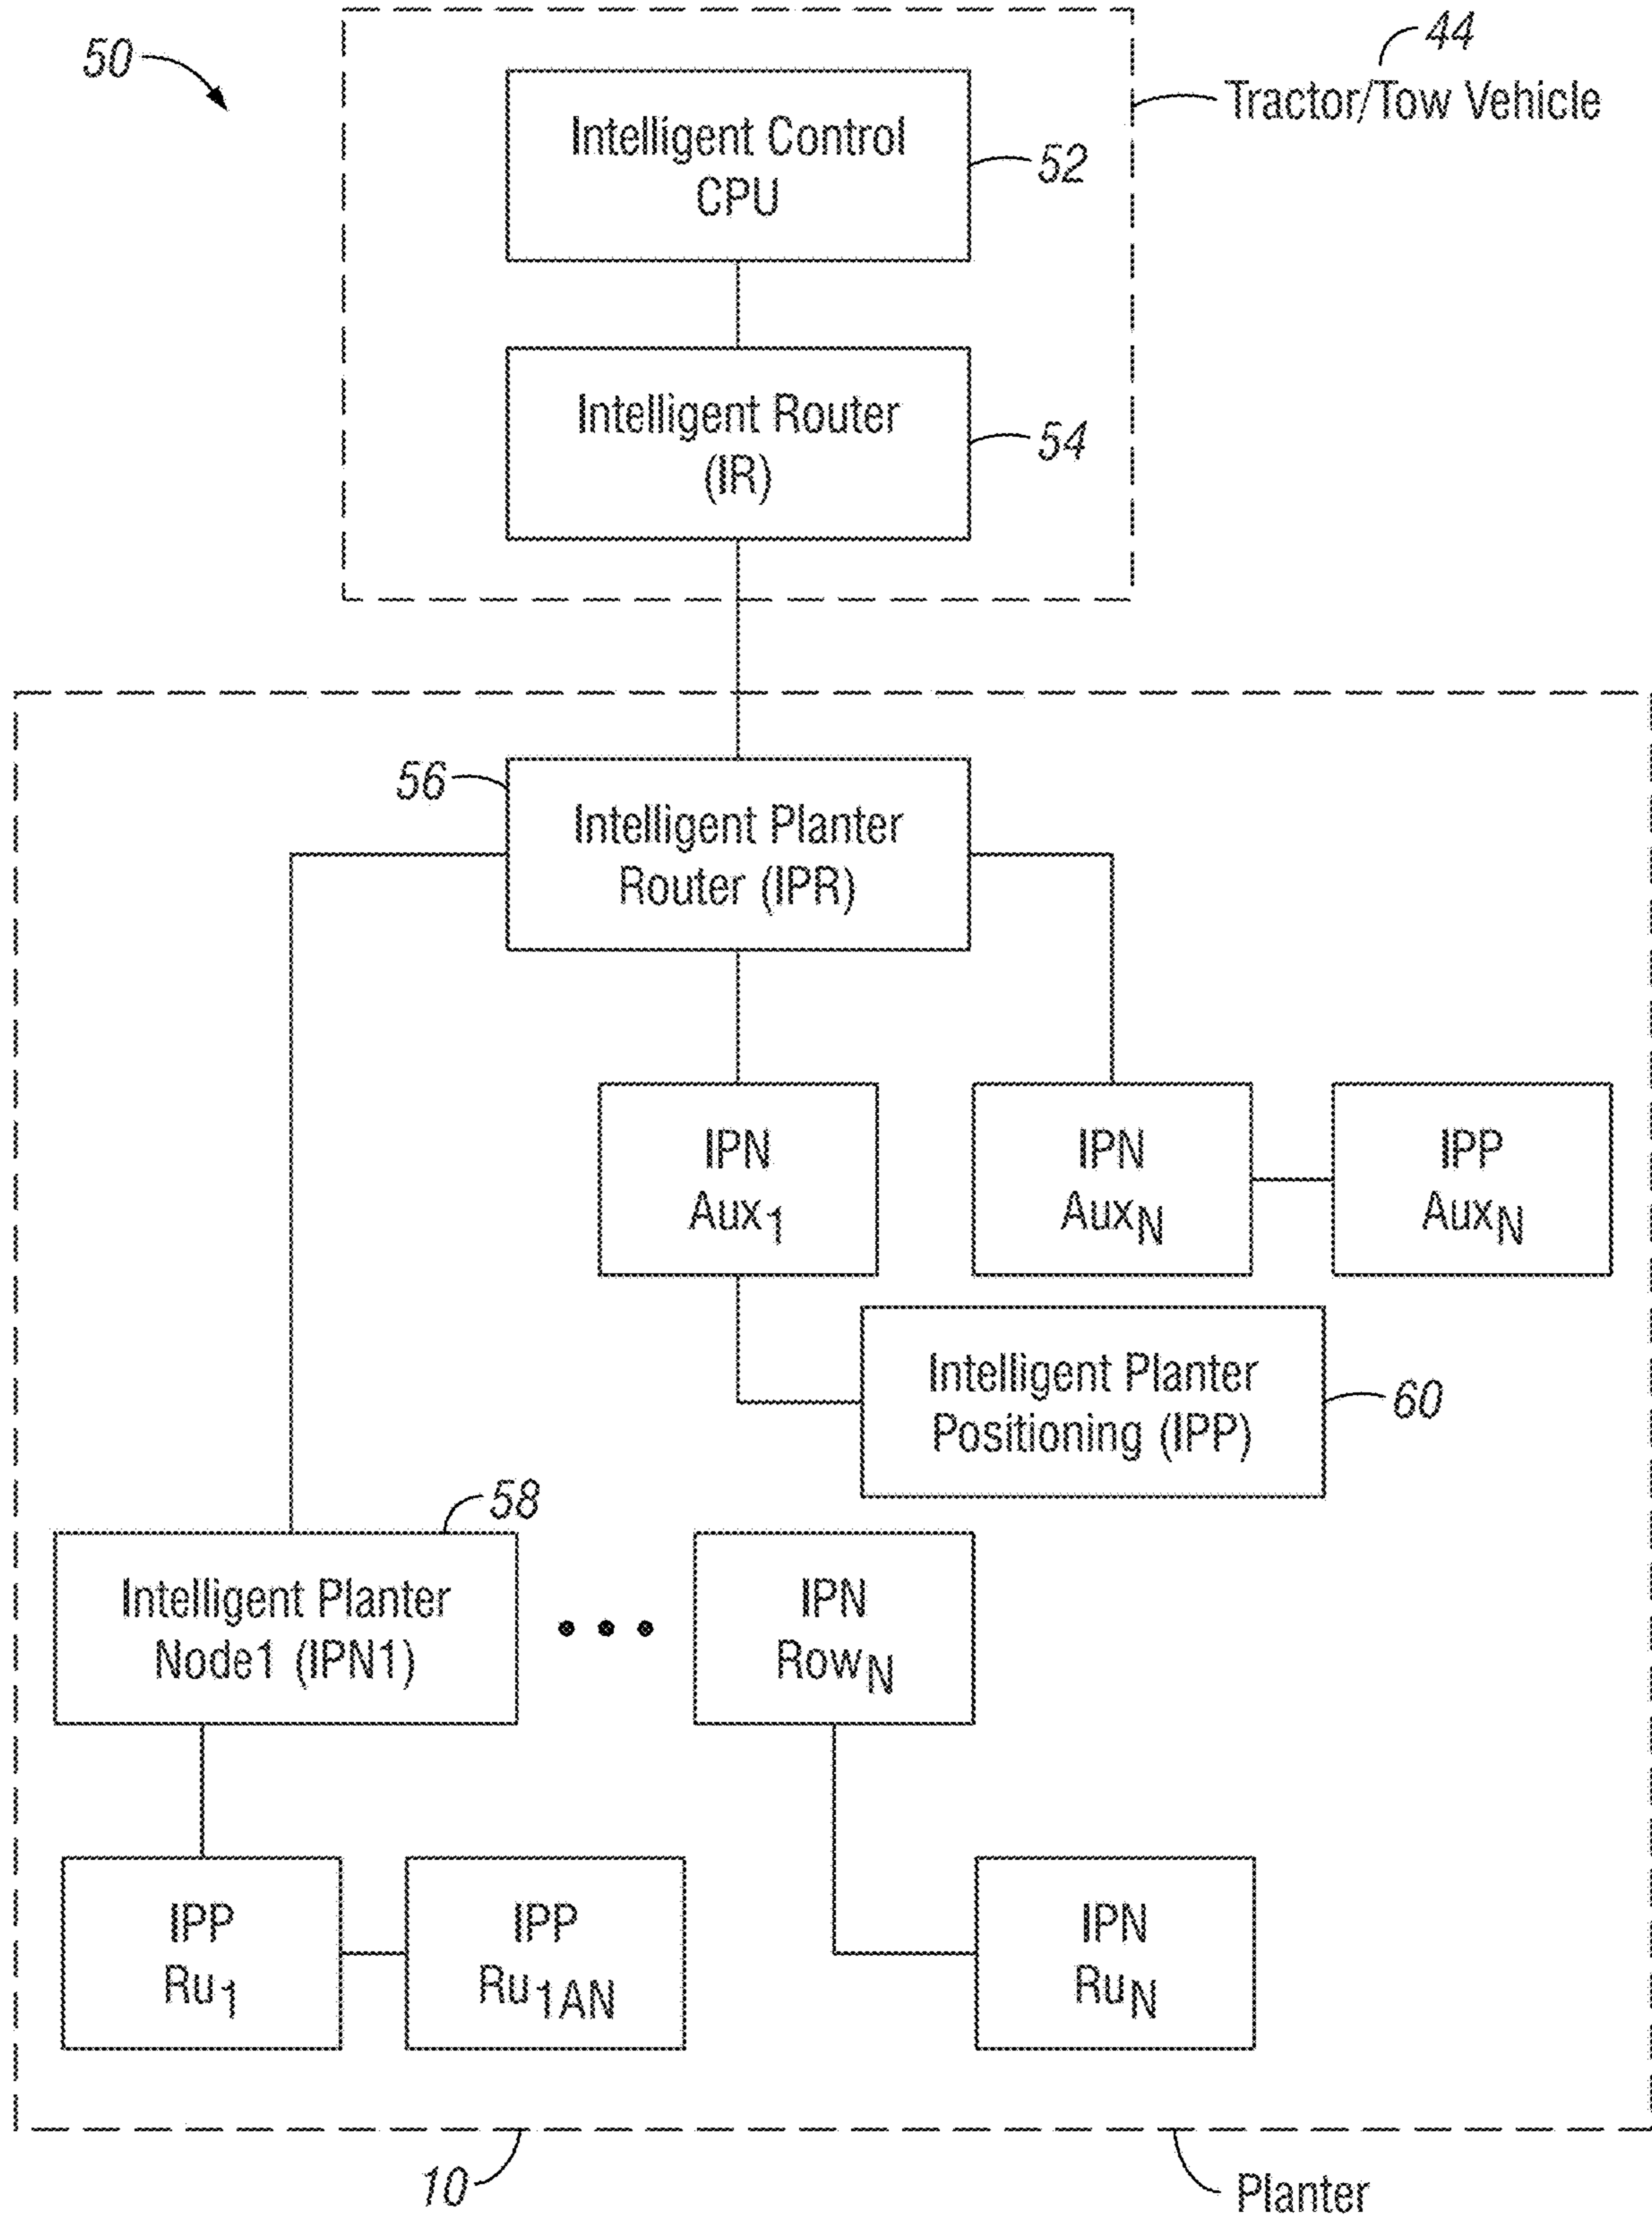 50
44
Tractor/Tow Vehicle
Intelligent Control
CPU
52
Intelligent Router
(IR)
54
56
Intelligent Planter
Router (IPR)
IPN
Aux1
IPN
AuxN
IPP
AuxN
Intelligent Planter
Positioning (IPP)
60
58
Intelligent Planter
Node1 (IPN1)
• • •
IPN
RowN
IPP
Ru1
IPP
Ru1AN
IPN
RuN
10
Planter